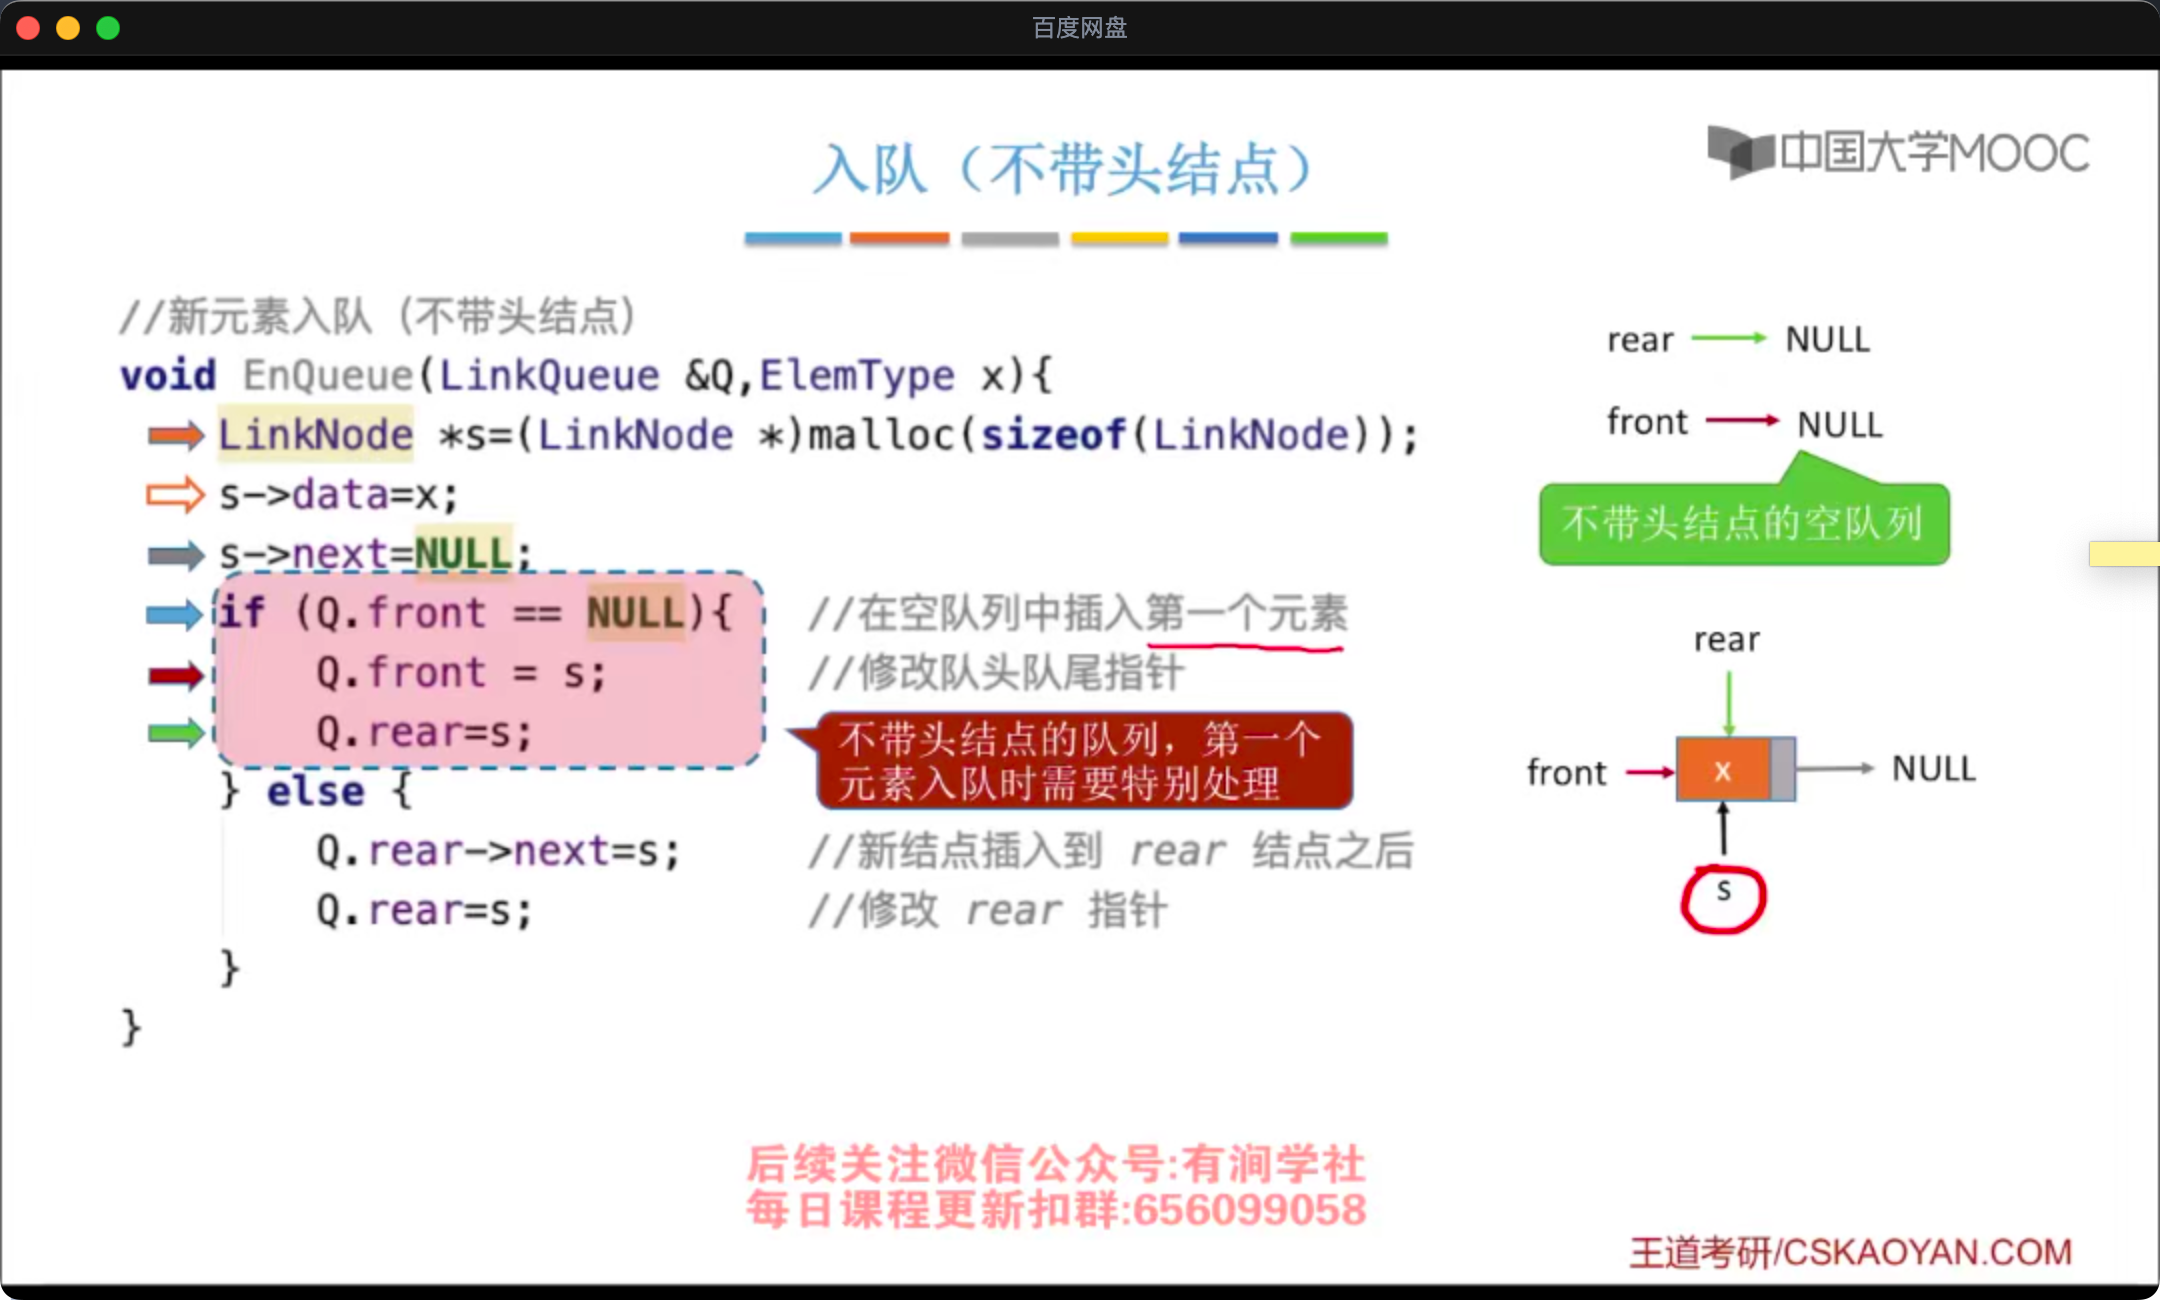 百度网盘
中国大学MOOC
入队（不带头结点）
//新元素入队（不带头结点）
void EnQueue(LinkQueue &Q,ElemType x){
LinkNode *s=(LinkNode *)malloc(sizeof(LinkNode));
s->data=x;
s->next=NULL;
if (Q.front == NULL){ //在空队列中插入第一个元素
Q.front = s; //修改队头队尾指针
Q.rear=s;
不带头结点的队列，第一个
元素入队时需要特别处理
} else {
Q.rear->next=s; //新结点插入到 rear 结点之后
Q.rear=s; //修改 rear 指针
}
}
rear NULL
front NULL
不带头结点的空队列
rear
front x NULL
s
后续关注微信公众号:有涧学社
每日课程更新扣群:656099058
王道考研/CSKAOYAN.COM